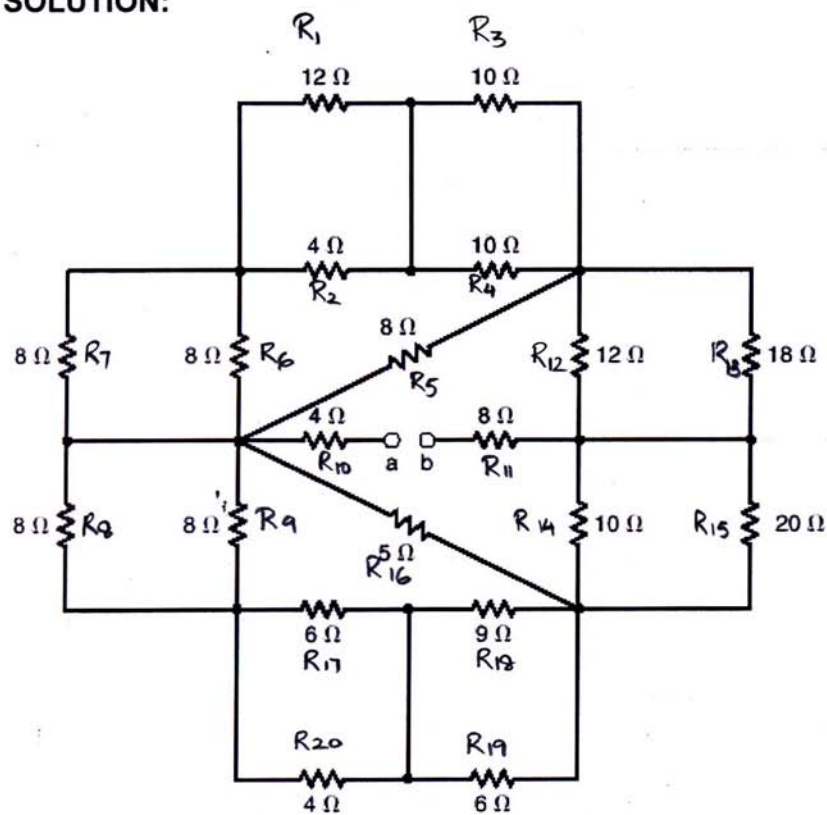 SOLUTION:
R1 R3
12 Ω 10 Ω
4 Ω 10 Ω
R2 R4
8 Ω
8 Ω R7 8 Ω R6 R5 R12 12 Ω R13 18 Ω
4 Ω 8 Ω
R10 a b R11
8 Ω R8 8 Ω R9 R14 10 Ω R15 20 Ω
5 Ω
R16
6 Ω 9 Ω
R17 R18
R20 R19
4 Ω 6 Ω